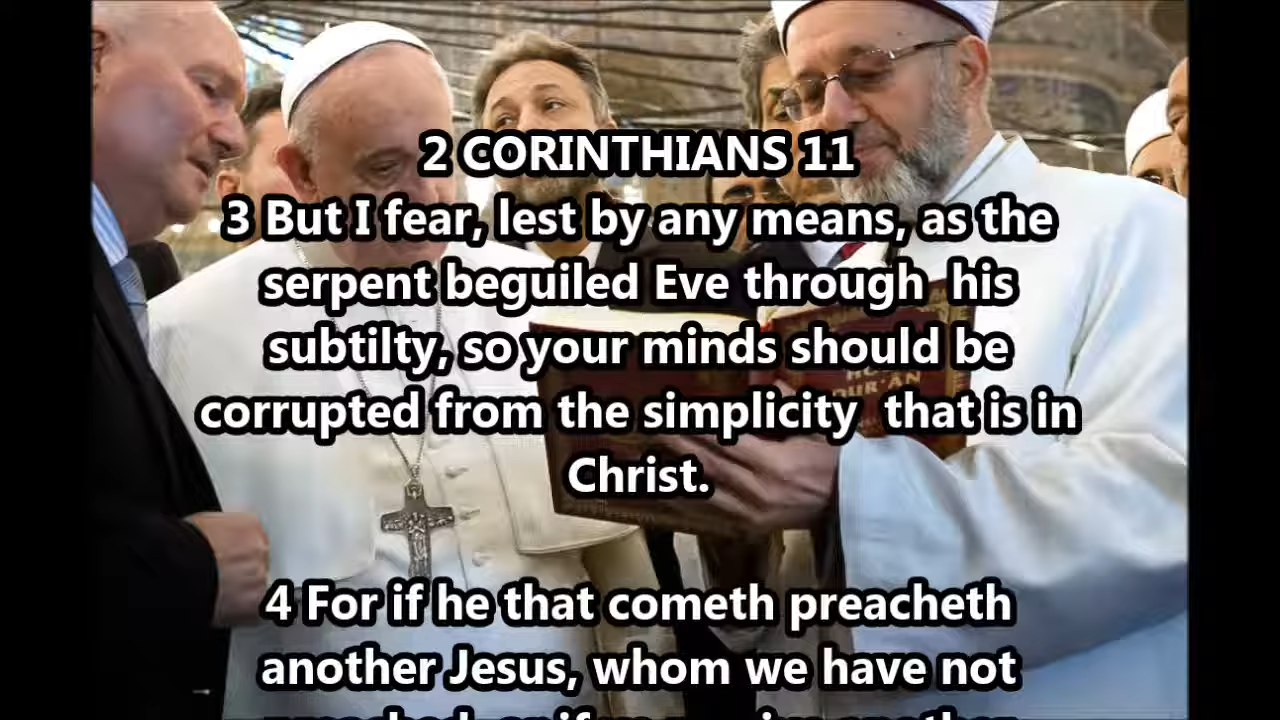 2 CORINTHIANS 11
3 But I fear, lest by any means, as the
serpent beguiled Eve through his
subtilty, so your minds should be
corrupted from the simplicity that is in
Christ.
QUR'AN
4 For if he that cometh preacheth
another Jesus, whom we have not